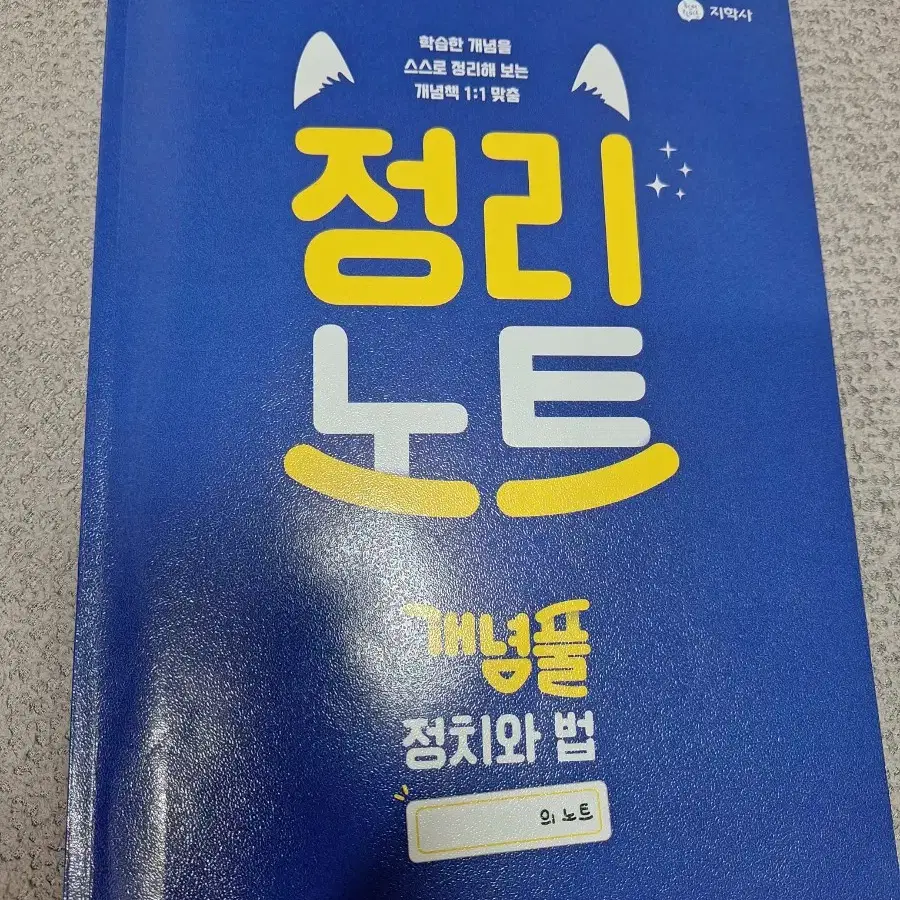 지학사
학습한 개념을
스스로 정리해 보는
개념책 1:1 맞춤
정리
노트
개념풀
정치와 법
의 노트